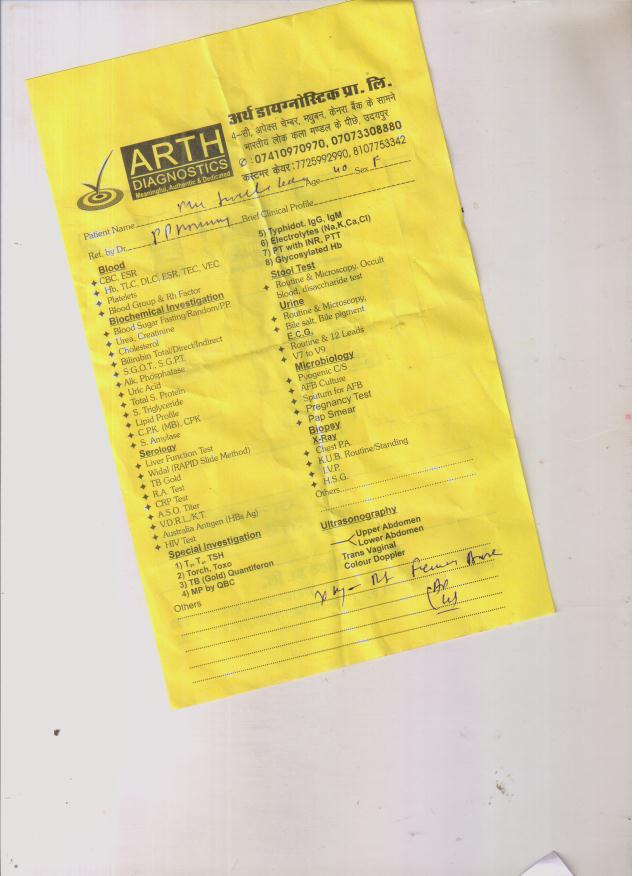 अर्थ डायग्नोस्टिक प्रा. लि.
4-सी, अपेक्स चेम्बर, मधुबन, केनरा बैंक के सामने
भारतीय लोक कला मण्डल के पीछे, उदयपुर
✆:07410970970, 07073308880
कस्टमर केयर:7725992990, 8107753342
ARTH
DIAGNOSTICS
Meaningful, Authentic & Dedicated
Patient Name Age 40 Sex F
Ref. by Dr. Brief Clinical Profile
Blood
CBC, ESR
Hb, TLC, DLC, ESR, TEC, VEC
Platelets
Blood Group & Rh Factor
Biochemical Investigation
Blood Sugar Fasting/Random/P.P.
Urea, Creatinine
Cholesterol
Bilirubin Total/Direct/Indirect
S.G.O.T., S.G.P.T.
Alk. Phosphatase
Uric Acid
Total S. Protein
S. Triglyceride
Lipid Profile
C.P.K. (MB), CPK
S. Amylase
Serology
Liver Function Test
Widal (RAPID Slide Method)
TB Gold
R.A. Test
CRP Test
A.S.O. Titer
V.D.R.L./K.T.
Australia Antigen (HBs Ag)
HIV Test
Special Investigation
1) T₃, T₄, TSH
2) Torch, Toxo
3) TB (Gold) Quantiferon
4) MP by QBC
Others
5) Typhidot. IgG, IgM
6) Electrolytes (Na,K,Ca,Cl)
7) PT with INR, PTT
8) Glycosylated Hb
Stool Test
Routine & Microscopy, Occult
blood, disaccharide test
Urine
Routine & Microscopy,
Bile salt, Bile pigment
E.C.G.
Routine & 12 Leads
V7 to V9
Microbiology
Pyogenic C/S
AFB Culture
Sputum for AFB
Pregnancy Test
Pap Smear
Biopsy
X-Ray
Chest P.A.
K.U.B. Routine/Standing
I.V.P.
H.S.G.
Others
Ultrasonography
Upper Abdomen
Lower Abdomen
Trans Vaginal
Colour Doppler
X Ray - Rt